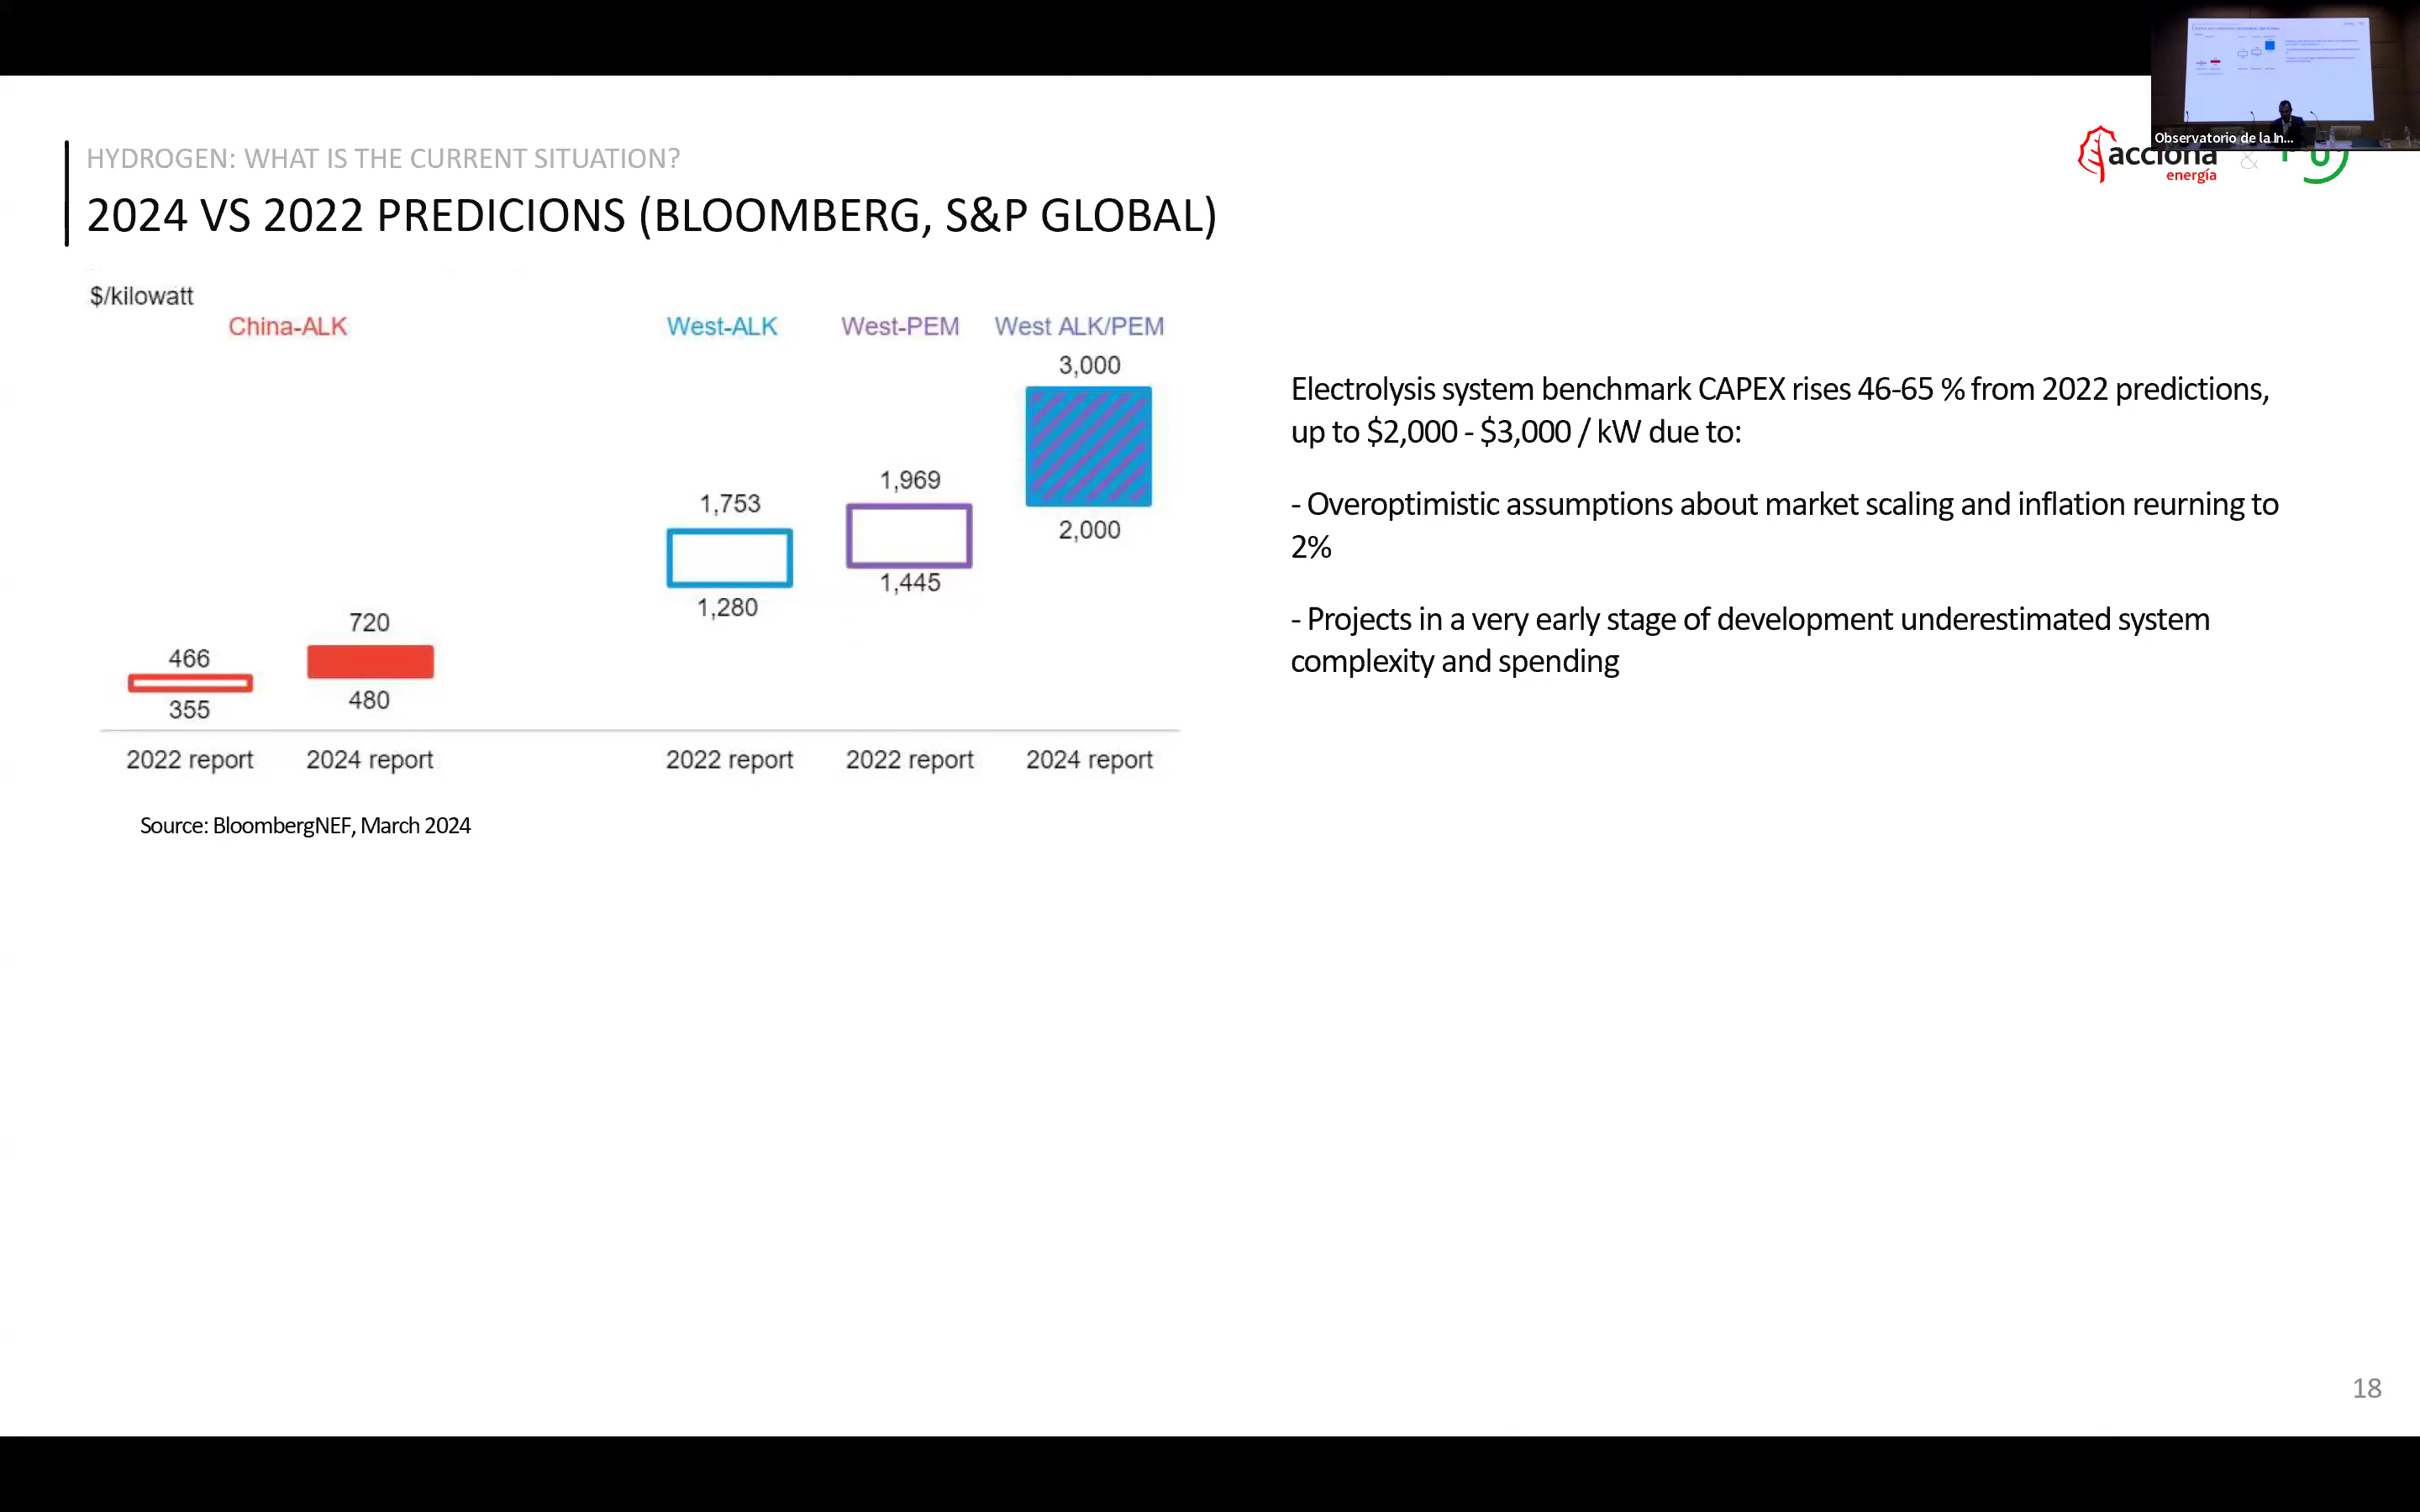 Observatorio de la In...
HYDROGEN: WHAT IS THE CURRENT SITUATION?
acciona
energía
&
2024 VS 2022 PREDICIONS (BLOOMBERG, S&P GLOBAL)
$/kilowatt
China-ALK
West-ALK
West-PEM
West ALK/PEM
466
355
720
480
1,753
1,280
1,969
1,445
3,000
2,000
2022 report
2024 report
2022 report
2022 report
2024 report
Source: BloombergNEF, March 2024
Electrolysis system benchmark CAPEX rises 46-65 % from 2022 predictions,
up to $2,000 - $3,000 / kW due to:
- Overoptimistic assumptions about market scaling and inflation reurning to
2%
- Projects in a very early stage of development underestimated system
complexity and spending
18